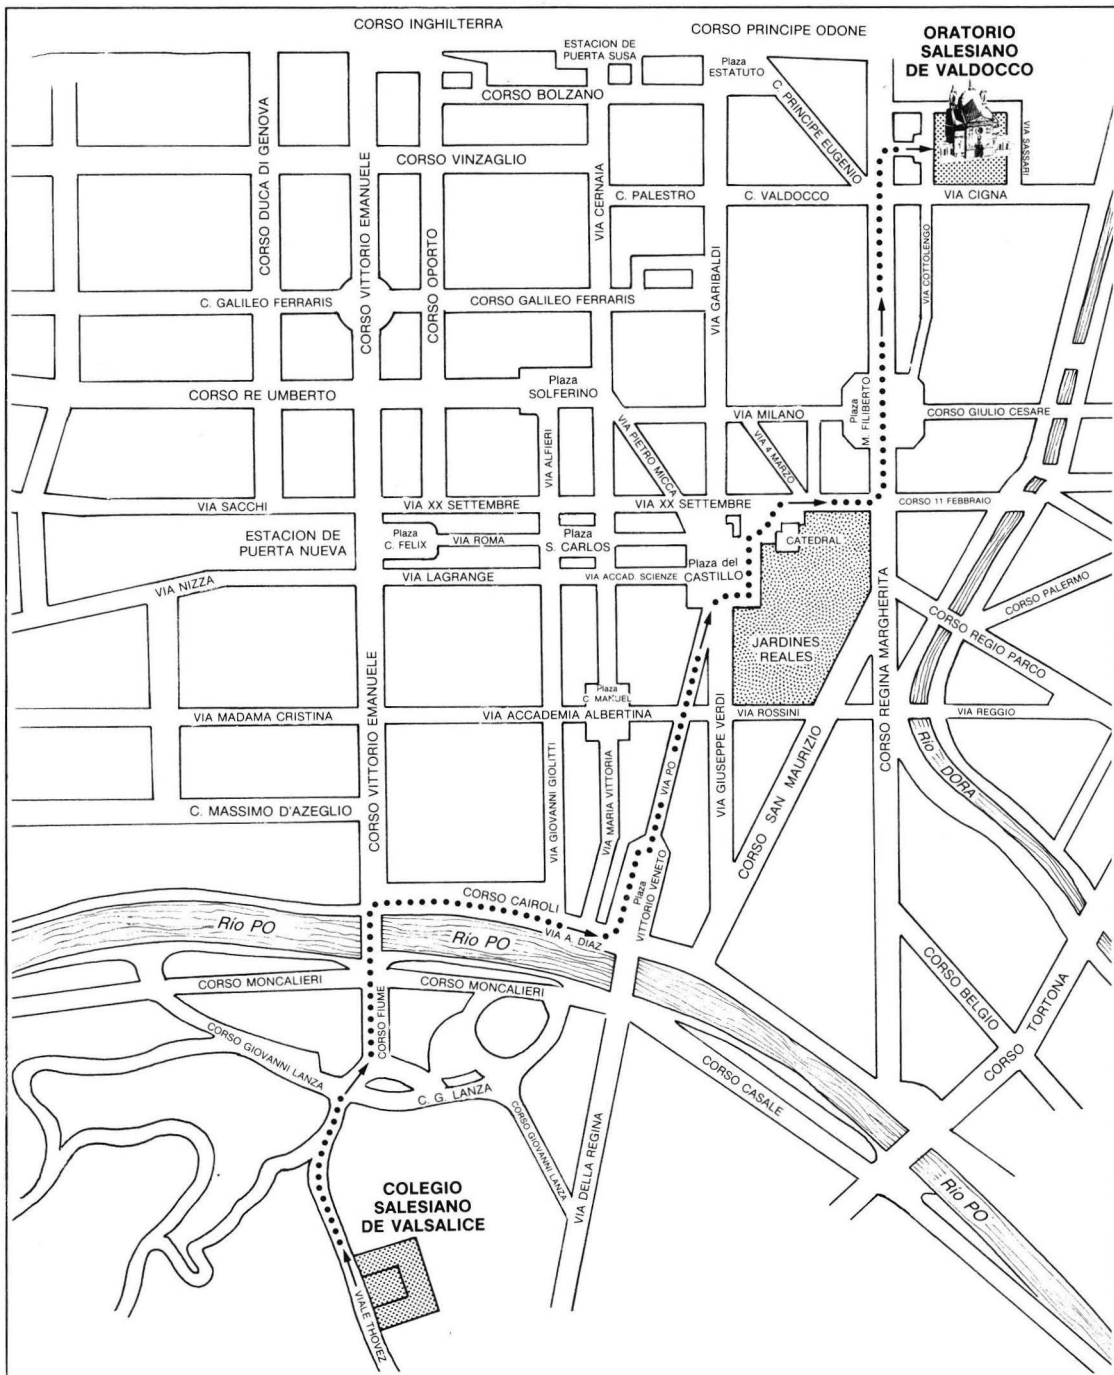 CORSO INGHILTERRA
CORSO PRINCIPE ODONE
ORATORIO
SALESIANO
DE VALDOCCO
ESTACION DE
PUERTA SUSA
Plaza
ESTATUTO
C. PRINCIPE EUGENIO
CORSO BOLZANO
VIA SASSARI
CORSO DUCA DI GENOVA
CORSO VITTORIO EMANUELE
CORSO VINZAGLIO
VIA CERNAIA
C. PALESTRO
C. VALDOCCO
VIA CIGNA
CORSO OPORTO
VIA GARIBALDI
VIA COTTOLENGO
C. GALILEO FERRARIS
CORSO GALILEO FERRARIS
CORSO RE UMBERTO
Plaza
SOLFERINO
VIA MILANO
Plaza
M. FILIBERTO
CORSO GIULIO CESARE
VIA ALFIERI
VIA PIETRO MICCA
VIA 4 MARZO
VIA SACCHI
VIA XX SETTEMBRE
VIA XX SETTEMBRE
CORSO 11 FEBBRAIO
ESTACION DE
PUERTA NUEVA
Plaza
C. FELIX
VIA ROMA
Plaza
S. CARLOS
CATEDRAL
Plaza del
CASTILLO
VIA NIZZA
VIA LAGRANGE
VIA ACCAD. SCIENZE
CORSO PALERMO
CORSO REGIO PARCO
JARDINES
REALES
CORSO REGINA MARGHERITA
CORSO VITTORIO EMANUELE
Plaza
C. MANUEL
VIA MADAMA CRISTINA
VIA ACCADEMIA ALBERTINA
VIA ROSSINI
VIA REGGIO
VIA GIUSEPPE VERDI
VIA PO
CORSO SAN MAURIZIO
Río DORA
VIA GIOVANNI GIOLITTI
VIA MARIA VITTORIA
C. MASSIMO D'AZEGLIO
Plaza
VITTORIO VENETO
CORSO CAIROLI
VIA A. DIAZ
Río PO
Río PO
CORSO MONCALIERI
CORSO MONCALIERI
CORSO BELGIO
CORSO TORTONA
CORSO FIUME
CORSO GIOVANNI LANZA
C. G. LANZA
CORSO CASALE
CORSO GIOVANNI LANZA
VIA DELLA REGINA
COLEGIO
SALESIANO
DE VALSALICE
Río PO
VIALE THOVEZ